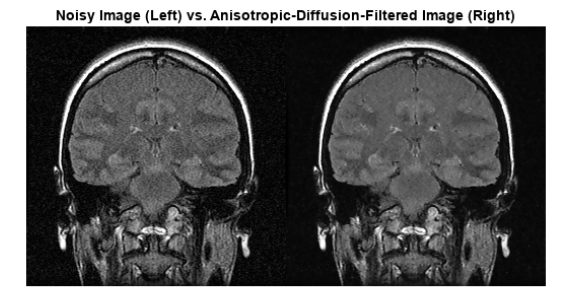 Noisy Image (Left) vs. Anisotropic-Diffusion-Filtered Image (Right)